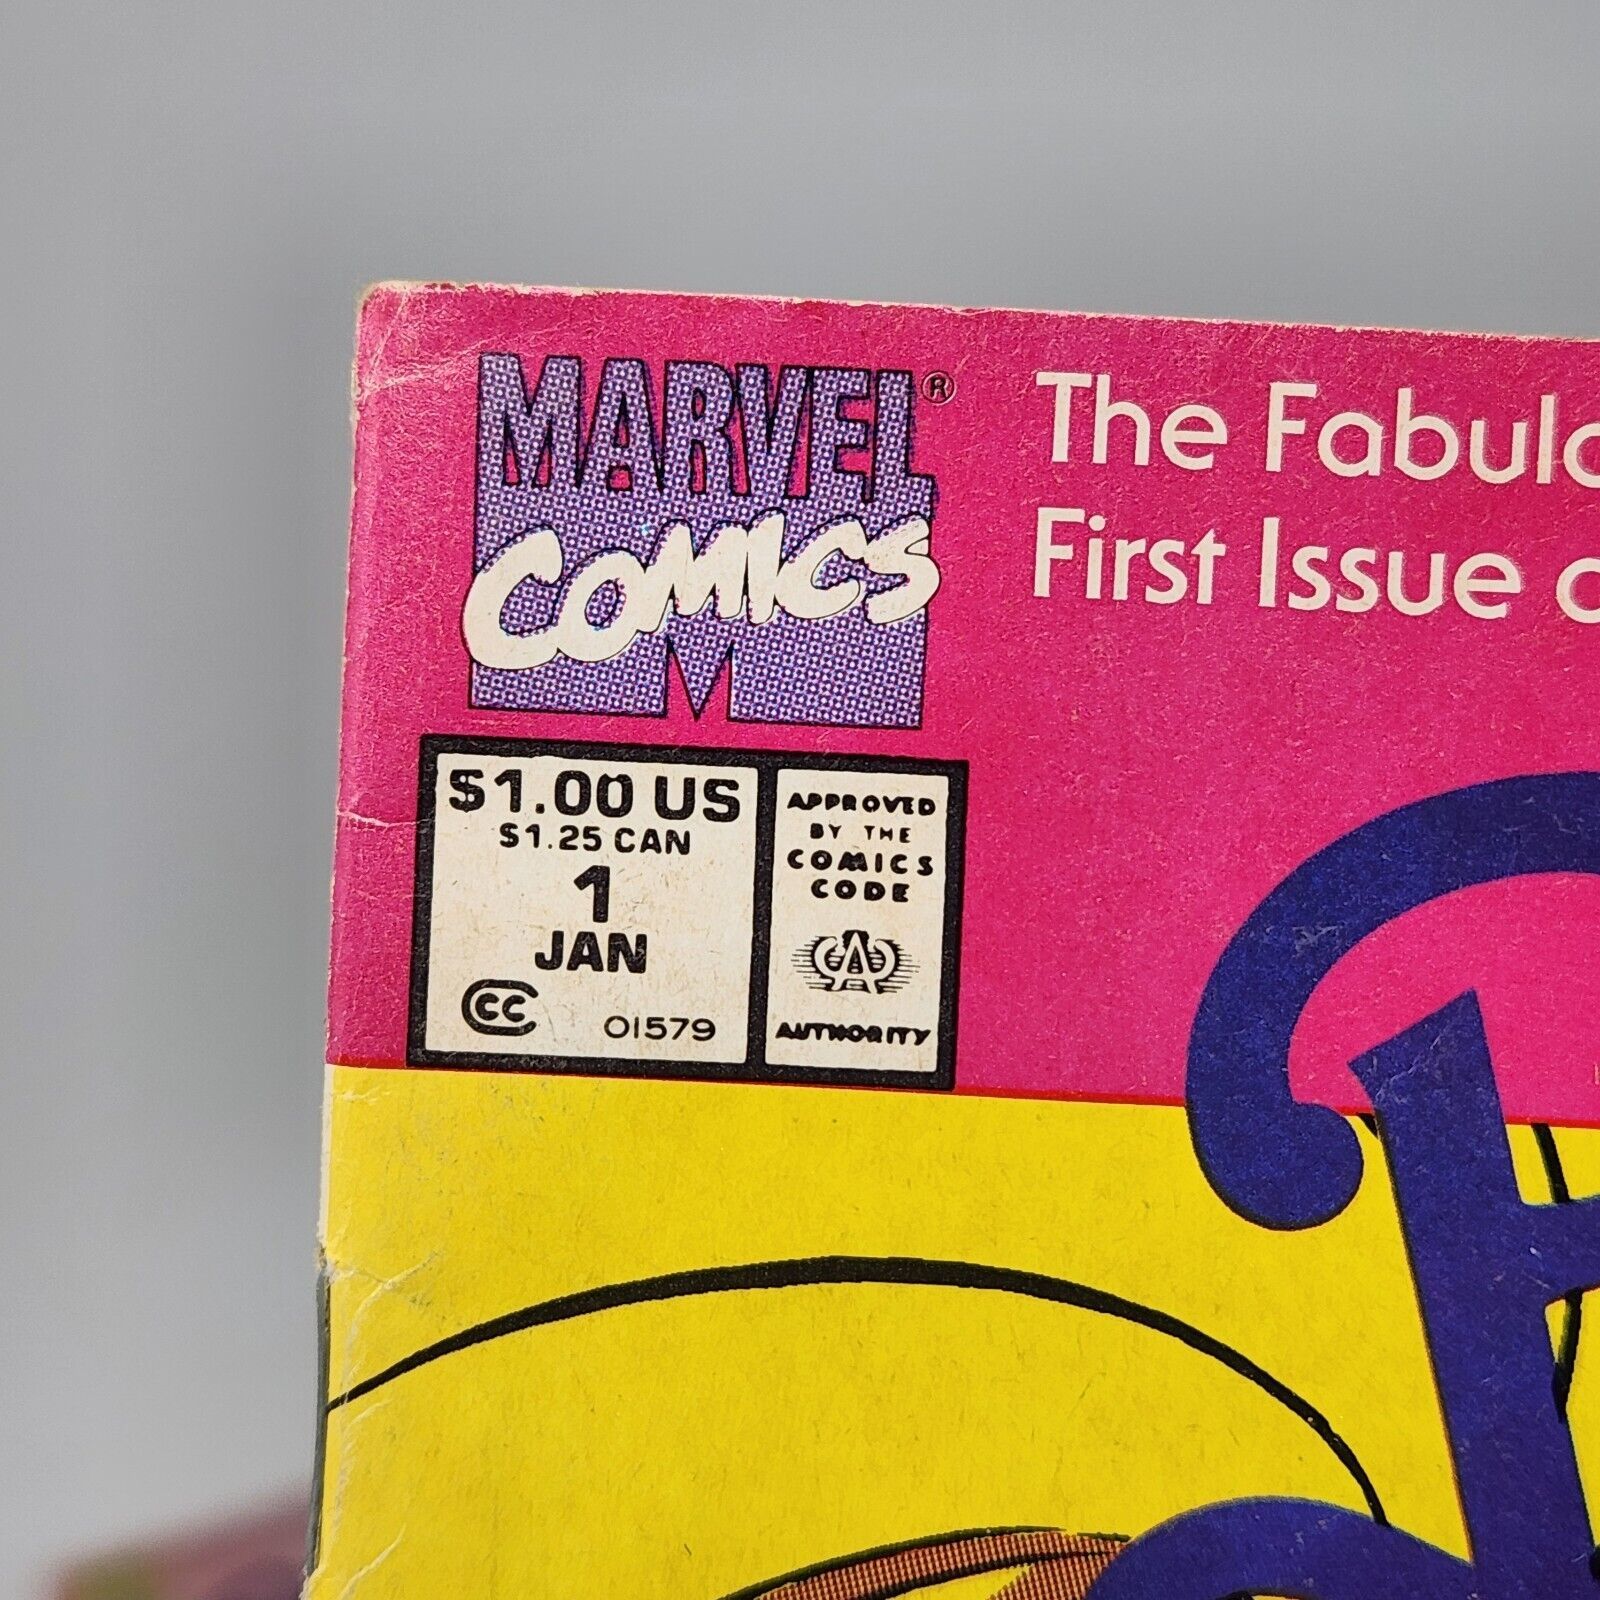 MARVEL®
COMICS
The Fabulo
First Issue o
$1.00 US
$1.25 CAN
1
JAN
CC 01579
APPROVED
BY THE
COMICS
CODE
A
AUTHORITY